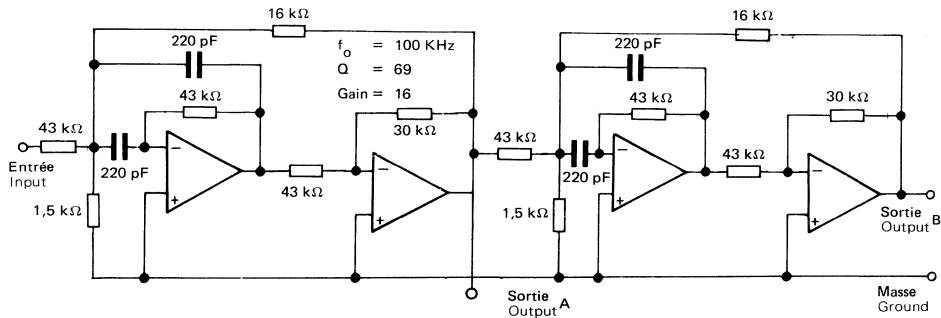 16 kΩ
220 pF
fo = 100 KHz
Q = 69
Gain = 16
43 kΩ
30 kΩ
43 kΩ
Entrée
Input
220 pF
43 kΩ
1,5 kΩ
−
+
−
+
16 kΩ
220 pF
43 kΩ
30 kΩ
43 kΩ
220 pF
43 kΩ
1,5 kΩ
−
+
−
+
Sortie
Output B
Sortie
Output A
Masse
Ground